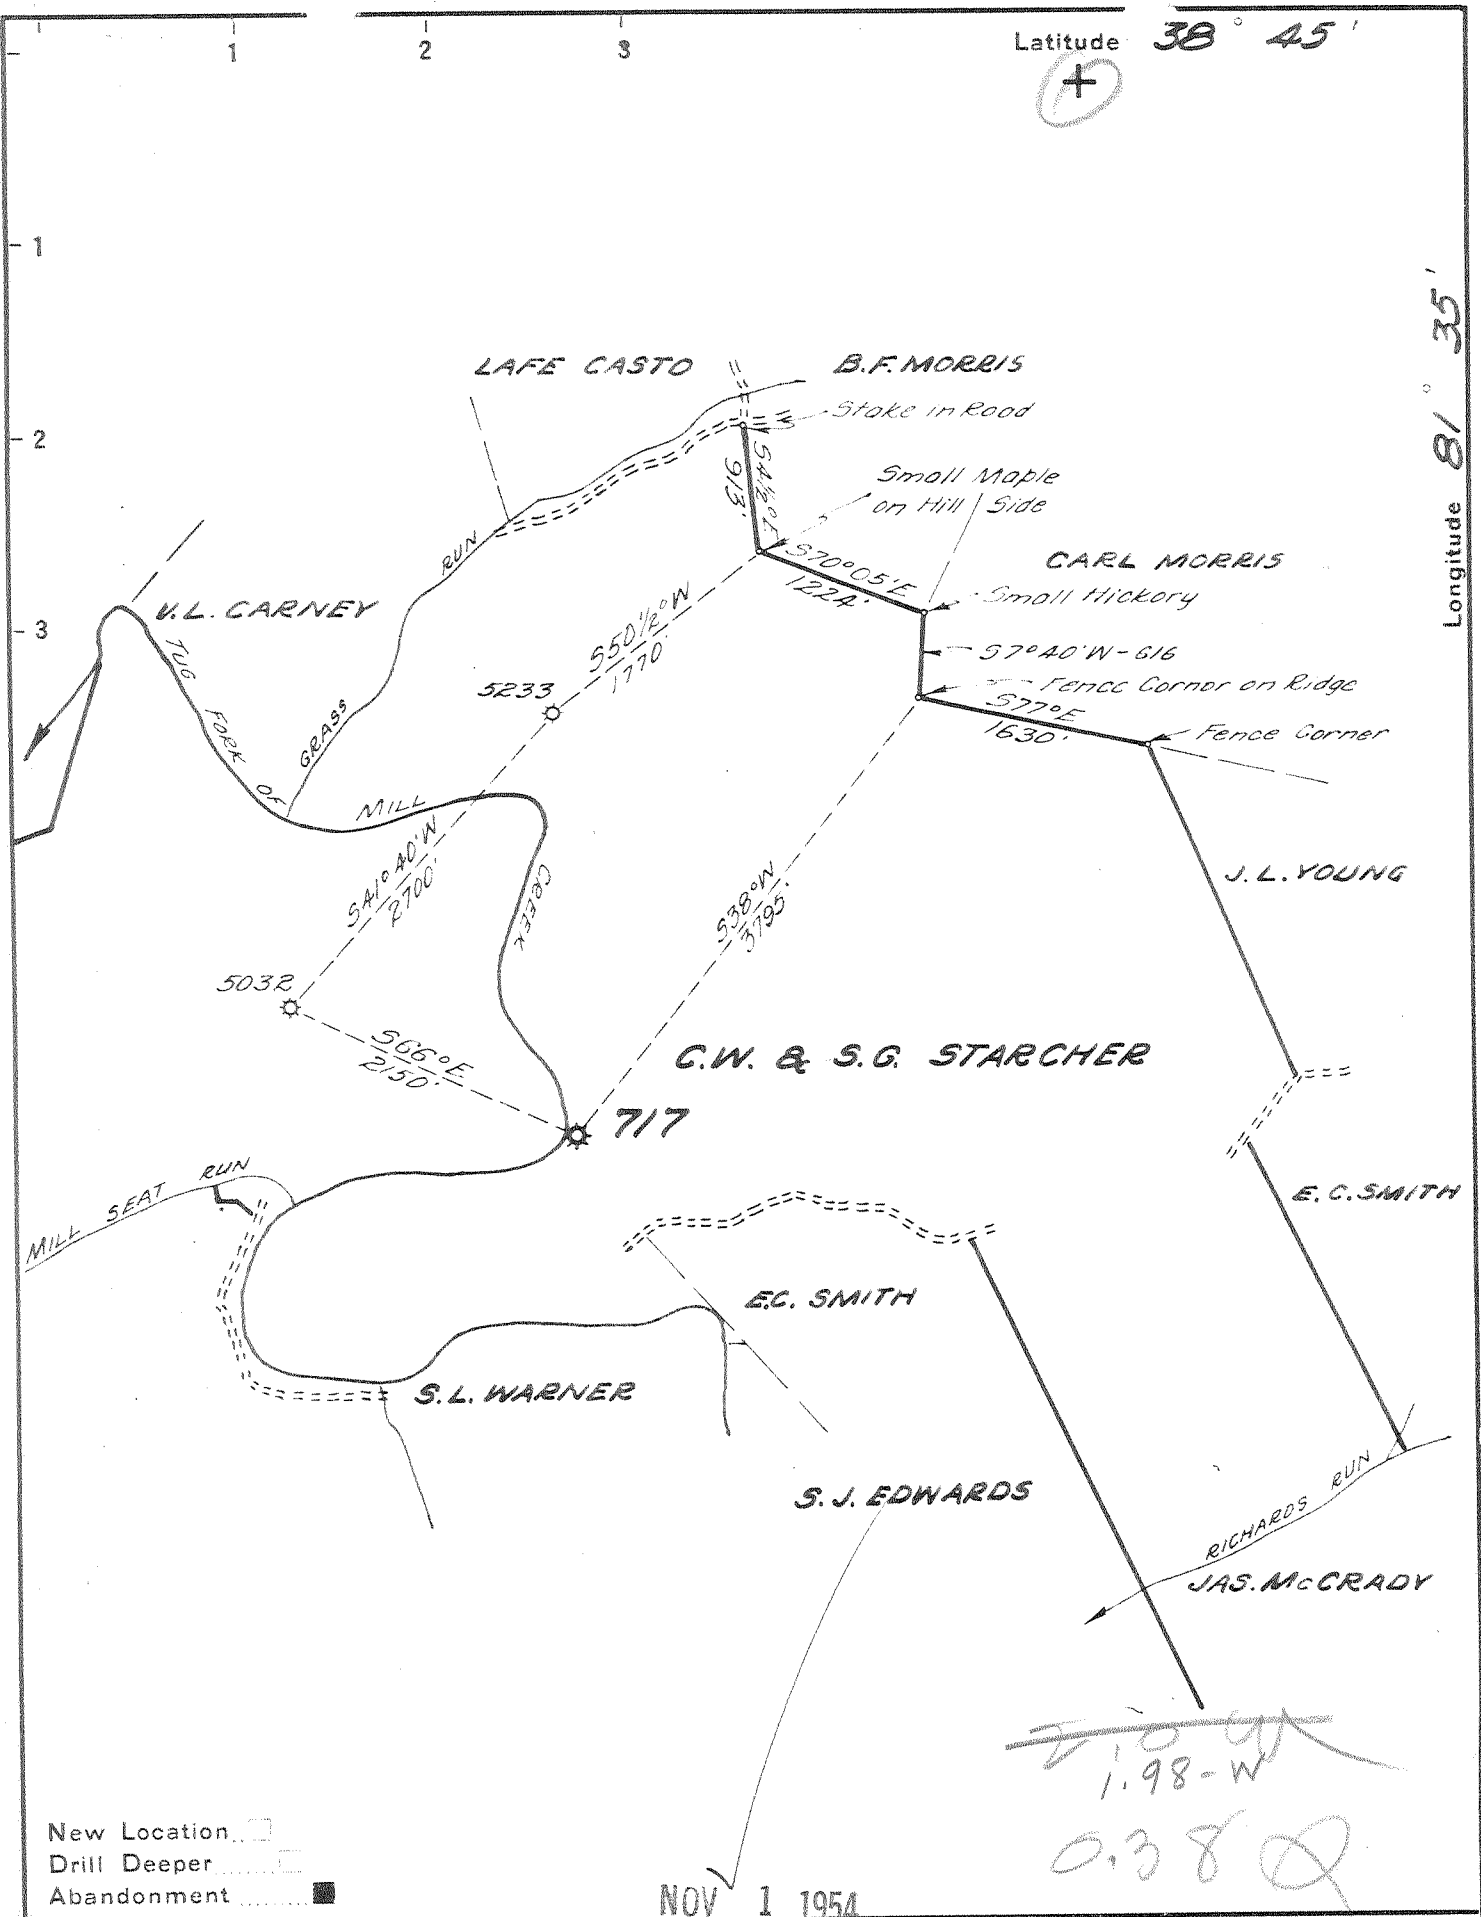 1 2 3
Latitude 38° 45'
+
1
2
3
Longitude 81° 35'
LAFE CASTO
B.F. MORRIS
Stake in Road
S4½°E
913'
Small Maple
on Hill Side
S70°05'E
1224'
CARL MORRIS
Small Hickory
S7°40'W-616
Fence Corner on Ridge
S77°E
1630'
Fence Corner
V.L. CARNEY
TUG FORK OF MILL CREEK
GRASS RUN
S50½°W
1770'
5233
S41°40'W
2700'
S38°W
3795'
J.L. YOUNG
5032
S66°E
2150'
C.W. & S.G. STARCHER
717
MILL SEAT RUN
E.C. SMITH
E.C. SMITH
S.L. WARNER
S.J. EDWARDS
RICHARDS RUN
JAS. McCRADY
1.98-W
0.38
New Location
Drill Deeper
Abandonment
NOV 1 1954